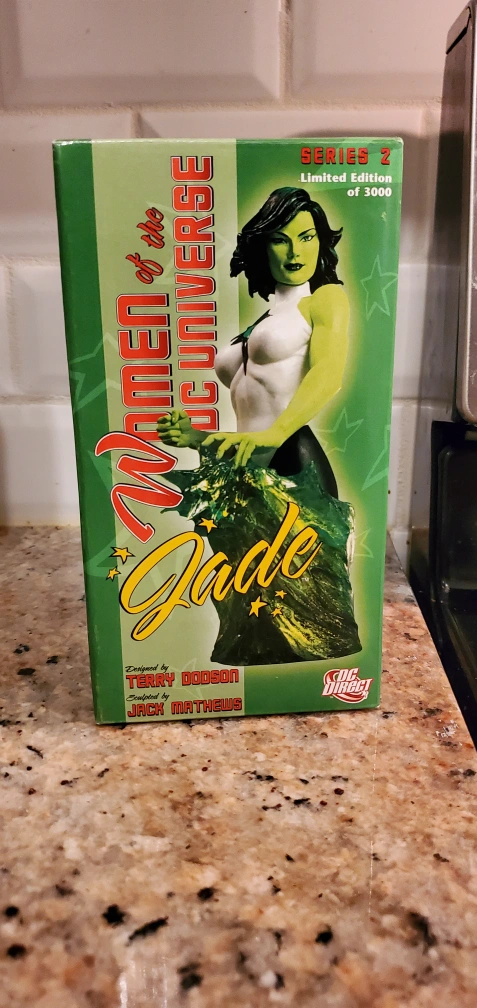 SERIES 2
Limited Edition
of 3000
Women of the
DC UNIVERSE
Jade
Designed by
TERRY DODSON
Sculpted by
JACK MATHEWS
DC
DIRECT